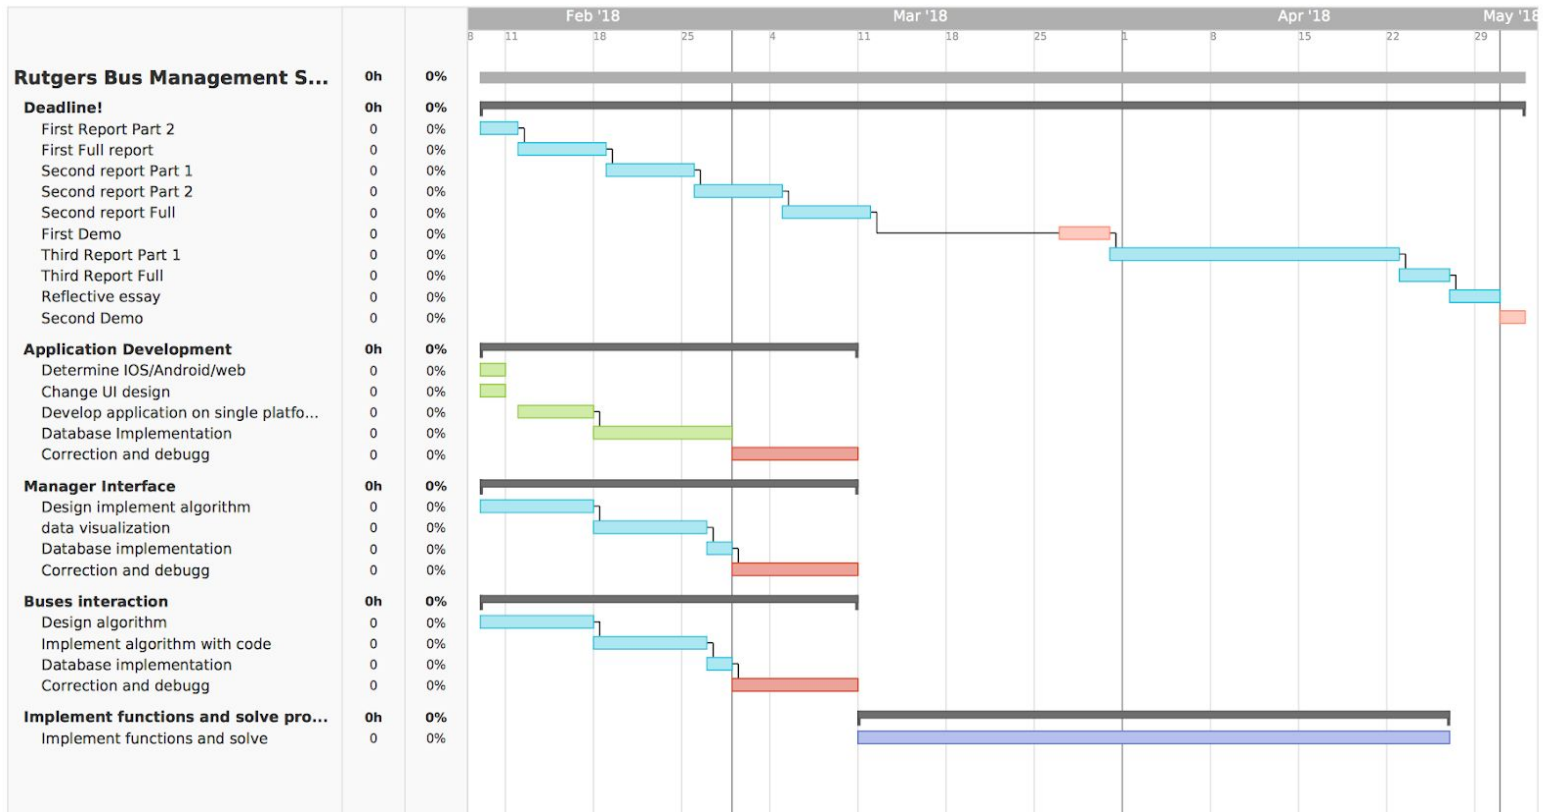 Feb '18 Mar '18 Apr '18 May '18
8 11 18 25 4 11 18 25 1 8 15 22 29
Rutgers Bus Management S... 0h 0%
Deadline! 0h 0%
First Report Part 2 0 0%
First Full report 0 0%
Second report Part 1 0 0%
Second report Part 2 0 0%
Second report Full 0 0%
First Demo 0 0%
Third Report Part 1 0 0%
Third Report Full 0 0%
Reflective essay 0 0%
Second Demo 0 0%
Application Development 0h 0%
Determine IOS/Android/web 0 0%
Change UI design 0 0%
Develop application on single platfo... 0 0%
Database Implementation 0 0%
Correction and debugg 0 0%
Manager Interface 0h 0%
Design implement algorithm 0 0%
data visualization 0 0%
Database implementation 0 0%
Correction and debugg 0 0%
Buses interaction 0h 0%
Design algorithm 0 0%
Implement algorithm with code 0 0%
Database implementation 0 0%
Correction and debugg 0 0%
Implement functions and solve pro... 0h 0%
Implement functions and solve 0 0%